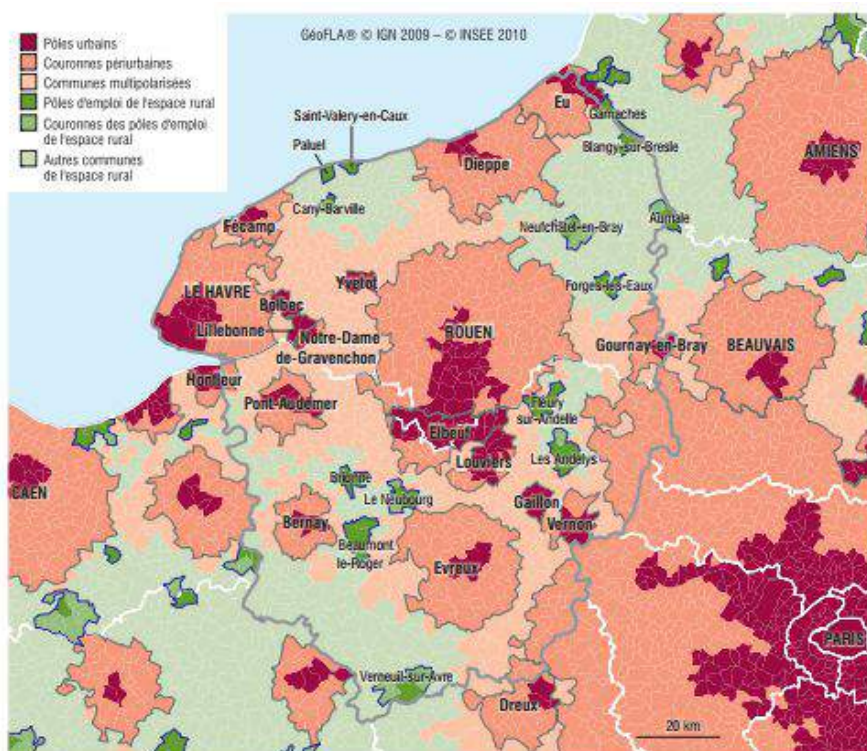 GéoFLA® © IGN 2009 – © INSEE 2010
Pôles urbains
Couronnes périurbaines
Communes multipolarisées
Pôles d'emploi de l'espace rural
Couronnes des pôles d'emploi
de l'espace rural
Autres communes
de l'espace rural
Saint-Valery-en-Caux
Paluel
Eu
Gamaches
Blangy-sur-Bresle
Dieppe
AMIENS
Cany-Barville
Fécamp
Neufchâtel-en-Bray
Aumale
Yvetot
Forges-les-Eaux
LE HAVRE
Bolbec
Lillebonne
Notre-Dame
de-Gravenchon
ROUEN
Gournay-en-Bray
BEAUVAIS
Honfleur
Pont-Audemer
Fleury
sur-Andelle
Elbeuf
Louviers
Les Andelys
CAEN
Brionne
Le Neubourg
Gaillon
Bernay
Vernon
Beaumont
le-Roger
Evreux
PARIS
Verneuil-sur-Avre
Dreux
20 km